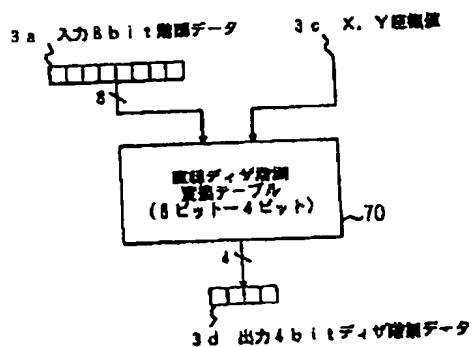 3a 入力8bit階調データ
3c X, Y座標値
8
ディザ階調
変換テーブル
(8ビット−4ビット)
70
4
3d 出力4bitディザ階調データ